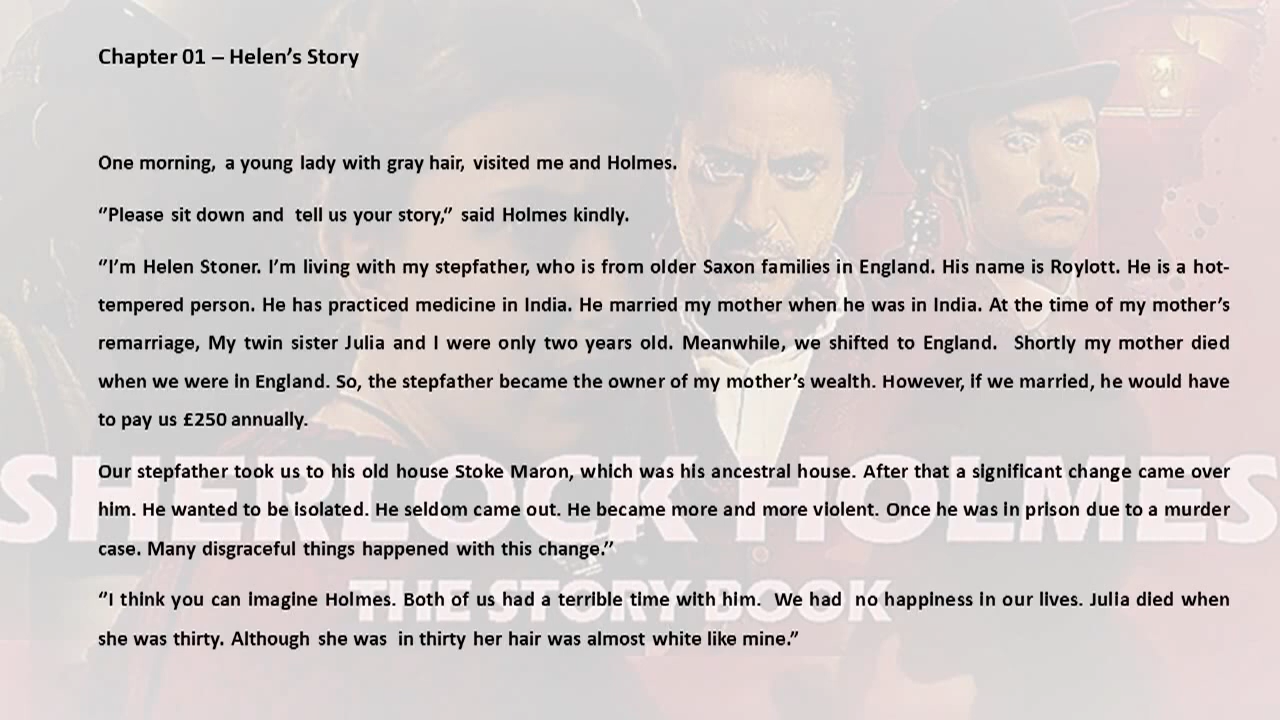 Chapter 01 – Helen’s Story
One morning, a young lady with gray hair, visited me and Holmes.
“Please sit down and tell us your story,” said Holmes kindly.
“I’m Helen Stoner. I’m living with my stepfather, who is from older Saxon families in England. His name is Roylott. He is a hot-
tempered person. He has practiced medicine in India. He married my mother when he was in India. At the time of my mother’s
remarriage, My twin sister Julia and I were only two years old. Meanwhile, we shifted to England. Shortly my mother died
when we were in England. So, the stepfather became the owner of my mother’s wealth. However, if we married, he would have
to pay us £250 annually.
Our stepfather took us to his old house Stoke Maron, which was his ancestral house. After that a significant change came over
him. He wanted to be isolated. He seldom came out. He became more and more violent. Once he was in prison due to a murder
case. Many disgraceful things happened with this change.”
“I think you can imagine Holmes. Both of us had a terrible time with him. We had no happiness in our lives. Julia died when
she was thirty. Although she was in thirty her hair was almost white like mine.”
SHERLOCK HOLMES
THE STORY BOOK